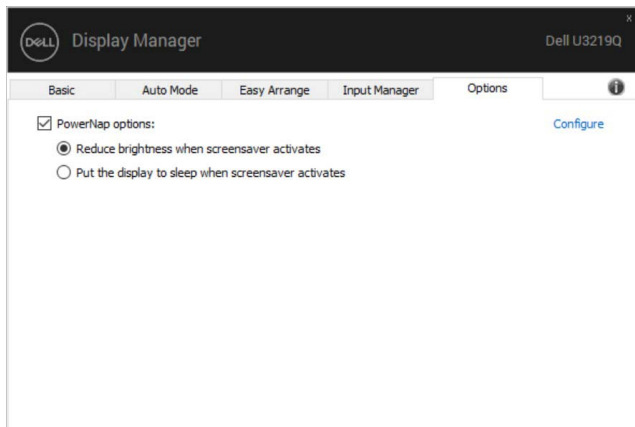 DELL Display Manager
x
Dell U3219Q
Basic Auto Mode Easy Arrange Input Manager Options
PowerNap options: Configure
Reduce brightness when screensaver activates
Put the display to sleep when screensaver activates